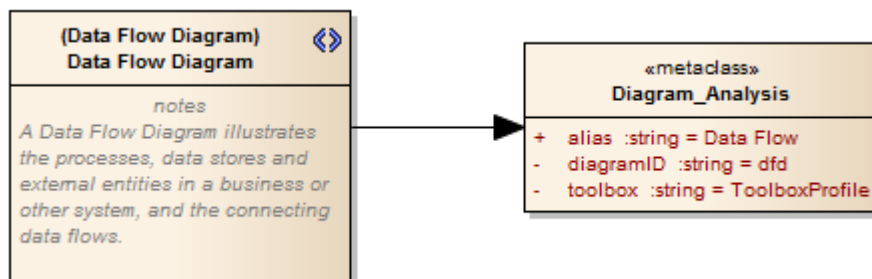 (Data Flow Diagram)
Data Flow Diagram
notes
A Data Flow Diagram illustrates
the processes, data stores and
external entities in a business or
other system, and the connecting
data flows.
«metaclass»
Diagram_Analysis
+ alias :string = Data Flow
- diagramID :string = dfd
- toolbox :string = ToolboxProfile